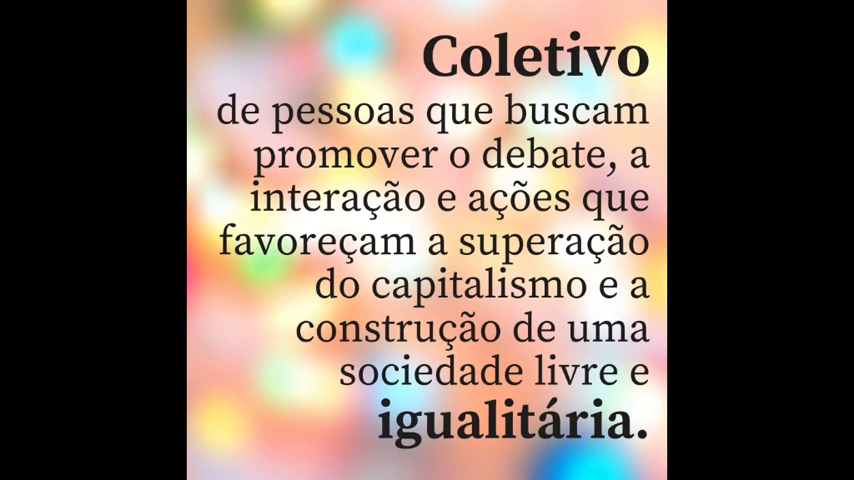 Coletivo
de pessoas que buscam
promover o debate, a
interação e ações que
favoreçam a superação
do capitalismo e a
construção de uma
sociedade livre e
igualitária.